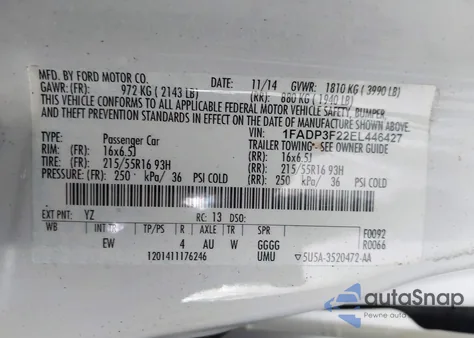 MFD. BY FORD MOTOR CO.
DATE: 11/14 GVWR: 1810 KG ( 3990 LB)
GAWR: (FR): 972 KG ( 2143 LB) (RR): 880 KG ( 1940 LB)
THIS VEHICLE CONFORMS TO ALL APPLICABLE FEDERAL MOTOR VEHICLE SAFETY, BUMPER,
AND THEFT PREVENTION STANDARDS IN EFFECT ON THE DATE OF MANUFACTURE SHOWN ABOVE.
VIN: 1FADP3F22EL446427
TYPE: Passenger Car TRAILER TOWING - SEE OWNER GUIDE
RIM: (FR): 16x6.5J (RR): 16x6.5J
TIRE: (FR): 215/55R16 93H (RR): 215/55R16 93H
PRESSURE: (FR): 250 kPa/ 36 PSI COLD (RR): 250 kPa/ 36 PSI COLD
EXT PNT: YZ RC: 13 DSO:
WB INT TP/PS R AXLE TR SPR F0092
EW 4 AU W GGGG R0066
1201411176246 UMU 5U5A-3520472-AA
autoSnap
Pewne auto